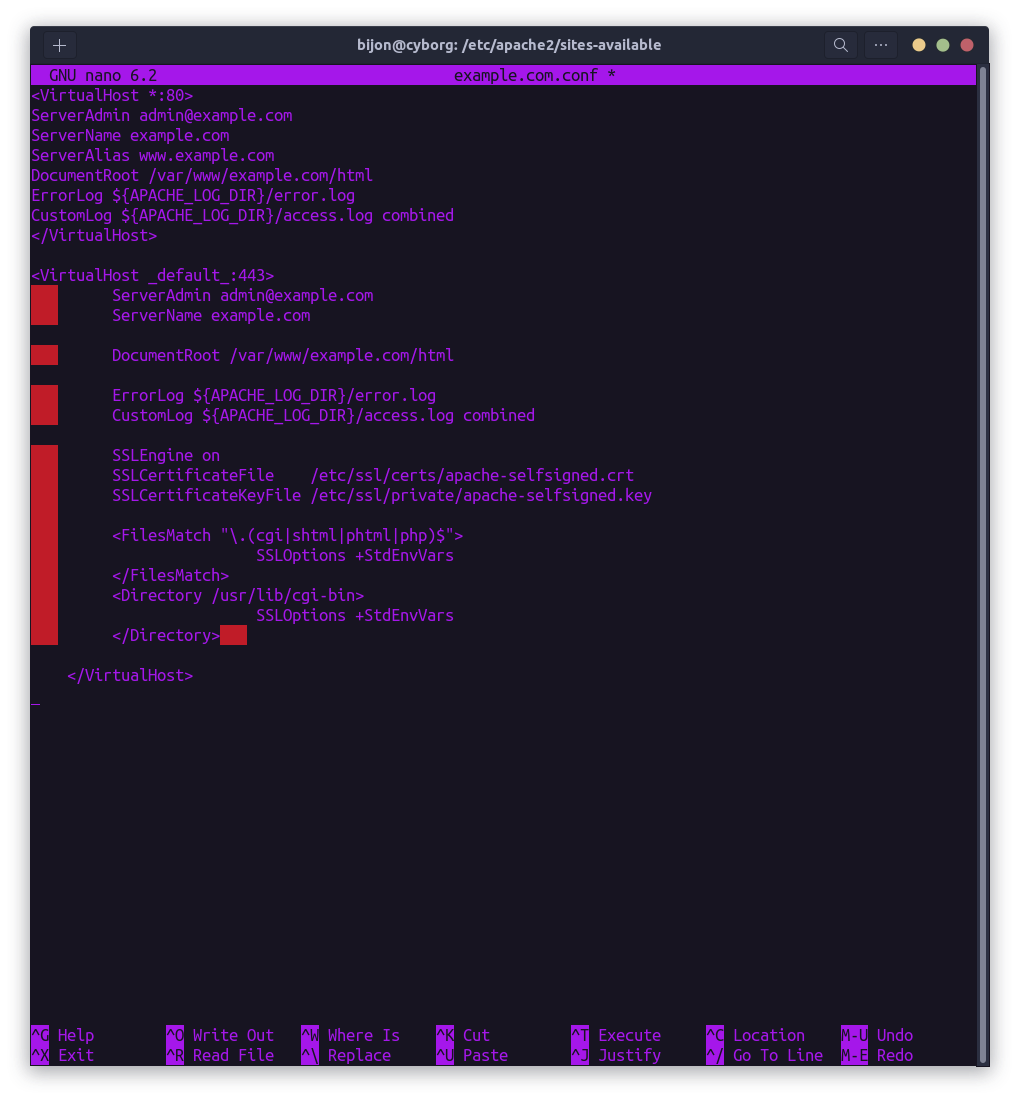 bijon@cyborg: /etc/apache2/sites-available
GNU nano 6.2 example.com.conf *
<VirtualHost *:80>
ServerAdmin admin@example.com
ServerName example.com
ServerAlias www.example.com
DocumentRoot /var/www/example.com/html
ErrorLog ${APACHE_LOG_DIR}/error.log
CustomLog ${APACHE_LOG_DIR}/access.log combined
</VirtualHost>
<VirtualHost _default_:443>
ServerAdmin admin@example.com
ServerName example.com
DocumentRoot /var/www/example.com/html
ErrorLog ${APACHE_LOG_DIR}/error.log
CustomLog ${APACHE_LOG_DIR}/access.log combined
SSLEngine on
SSLCertificateFile /etc/ssl/certs/apache-selfsigned.crt
SSLCertificateKeyFile /etc/ssl/private/apache-selfsigned.key
<FilesMatch "\.(cgi|shtml|phtml|php)$">
SSLOptions +StdEnvVars
</FilesMatch>
<Directory /usr/lib/cgi-bin>
SSLOptions +StdEnvVars
</Directory>
</VirtualHost>
^G Help ^O Write Out ^W Where Is ^K Cut ^T Execute ^C Location M-U Undo
^X Exit ^R Read File ^\ Replace ^U Paste ^J Justify ^/ Go To Line M-E Redo